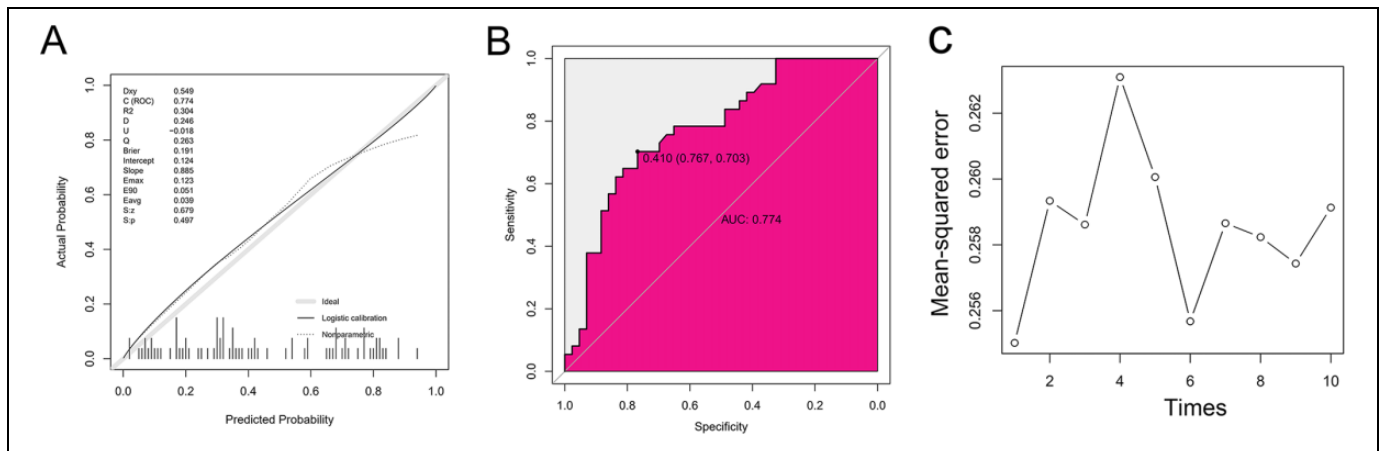 A
Dxy 0.549
C (ROC) 0.774
R2 0.304
D 0.246
U −0.018
Q 0.263
Brier 0.191
Intercept 0.124
Slope 0.885
Emax 0.123
E90 0.051
Eavg 0.039
S:z 0.679
S:p 0.497
Actual Probability
0.0 0.2 0.4 0.6 0.8 1.0
Ideal
Logistic calibration
Nonparametric
0.0 0.2 0.4 0.6 0.8 1.0
Predicted Probability
B
Sensitivity
0.0 0.2 0.4 0.6 0.8 1.0
0.410 (0.767, 0.703)
AUC: 0.774
1.0 0.8 0.6 0.4 0.2 0.0
Specificity
C
Mean-squared error
0.256 0.258 0.260 0.262
2 4 6 8 10
Times